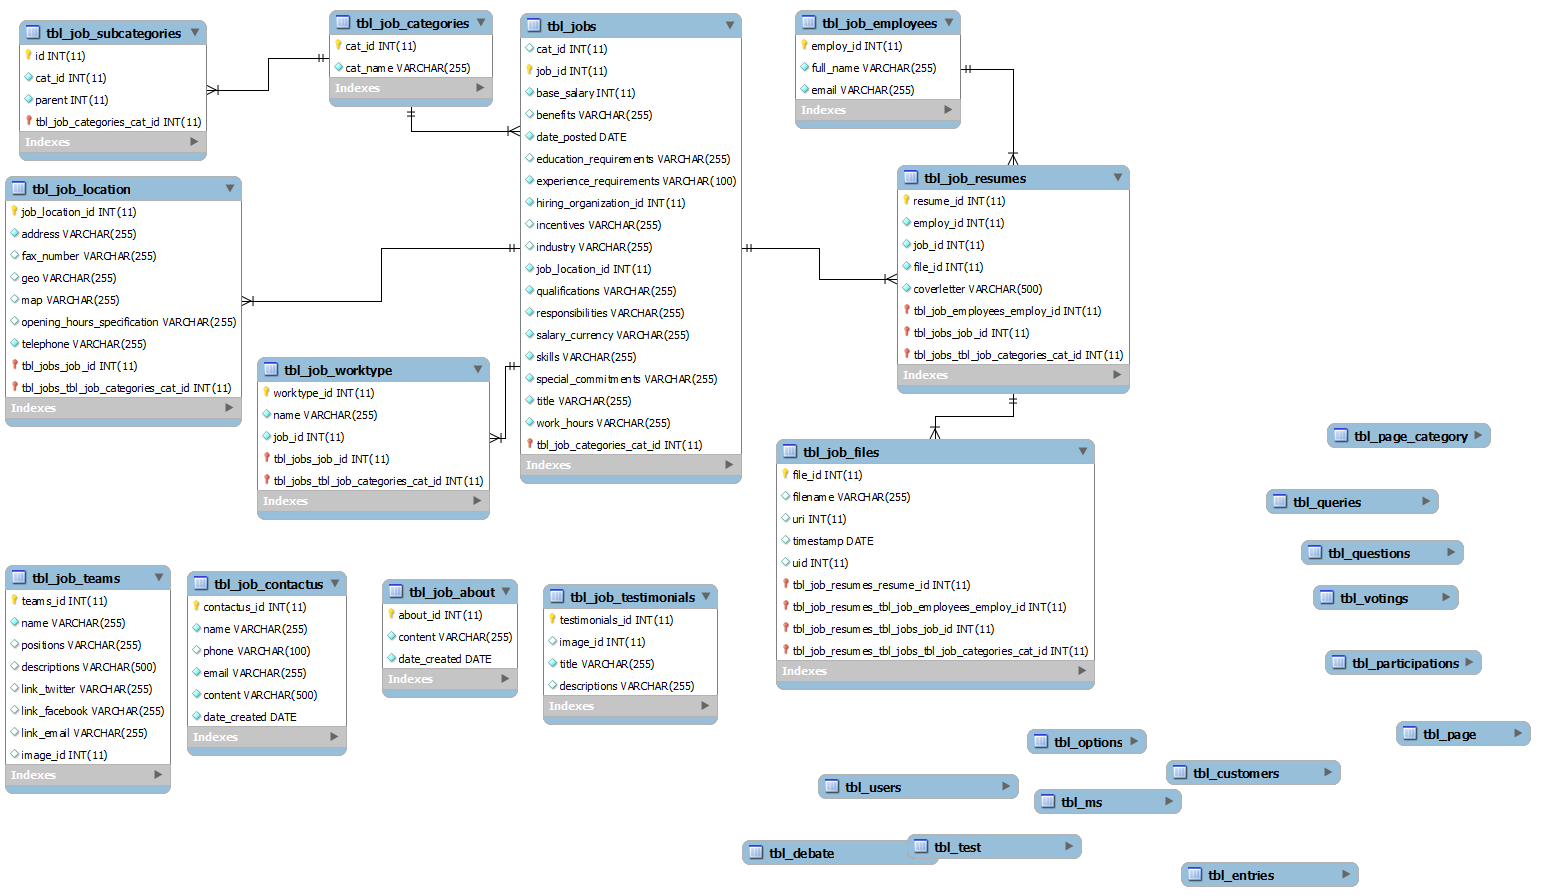 tbl_job_subcategories
id INT(11)
cat_id INT(11)
parent INT(11)
tbl_job_categories_cat_id INT(11)
Indexes
tbl_job_categories
cat_id INT(11)
cat_name VARCHAR(255)
Indexes
tbl_jobs
cat_id INT(11)
job_id INT(11)
base_salary INT(11)
benefits VARCHAR(255)
date_posted DATE
education_requirements VARCHAR(255)
experience_requirements VARCHAR(100)
hiring_organization_id INT(11)
incentives VARCHAR(255)
industry VARCHAR(255)
job_location_id INT(11)
qualifications VARCHAR(255)
responsibilities VARCHAR(255)
salary_currency VARCHAR(255)
skills VARCHAR(255)
special_commitments VARCHAR(255)
title VARCHAR(255)
work_hours VARCHAR(255)
tbl_job_categories_cat_id INT(11)
Indexes
tbl_job_employees
employ_id INT(11)
full_name VARCHAR(255)
email VARCHAR(255)
Indexes
tbl_job_location
job_location_id INT(11)
address VARCHAR(255)
fax_number VARCHAR(255)
geo VARCHAR(255)
map VARCHAR(255)
opening_hours_specification VARCHAR(255)
telephone VARCHAR(255)
tbl_jobs_job_id INT(11)
tbl_jobs_tbl_job_categories_cat_id INT(11)
Indexes
tbl_job_resumes
resume_id INT(11)
employ_id INT(11)
job_id INT(11)
file_id INT(11)
coverletter VARCHAR(500)
tbl_job_employees_employ_id INT(11)
tbl_jobs_job_id INT(11)
tbl_jobs_tbl_job_categories_cat_id INT(11)
Indexes
tbl_job_worktype
worktype_id INT(11)
name VARCHAR(255)
job_id INT(11)
tbl_jobs_job_id INT(11)
tbl_jobs_tbl_job_categories_cat_id INT(11)
Indexes
tbl_job_files
file_id INT(11)
filename VARCHAR(255)
uri INT(11)
timestamp DATE
uid INT(11)
tbl_job_resumes_resume_id INT(11)
tbl_job_resumes_tbl_job_employees_employ_id INT(11)
tbl_job_resumes_tbl_jobs_job_id INT(11)
tbl_job_resumes_tbl_jobs_tbl_job_categories_cat_id INT(11)
Indexes
tbl_page_category
tbl_queries
tbl_questions
tbl_votings
tbl_participations
tbl_job_teams
teams_id INT(11)
name VARCHAR(255)
positions VARCHAR(255)
descriptions VARCHAR(500)
link_twitter VARCHAR(255)
link_facebook VARCHAR(255)
link_email VARCHAR(255)
image_id INT(11)
Indexes
tbl_job_contactus
contactus_id INT(11)
name VARCHAR(255)
phone VARCHAR(100)
email VARCHAR(255)
content VARCHAR(500)
date_created DATE
Indexes
tbl_job_about
about_id INT(11)
content VARCHAR(255)
date_created DATE
Indexes
tbl_job_testimonials
testimonials_id INT(11)
image_id INT(11)
title VARCHAR(255)
descriptions VARCHAR(255)
Indexes
tbl_page
tbl_options
tbl_customers
tbl_users
tbl_ms
tbl_debate
tbl_test
tbl_entries